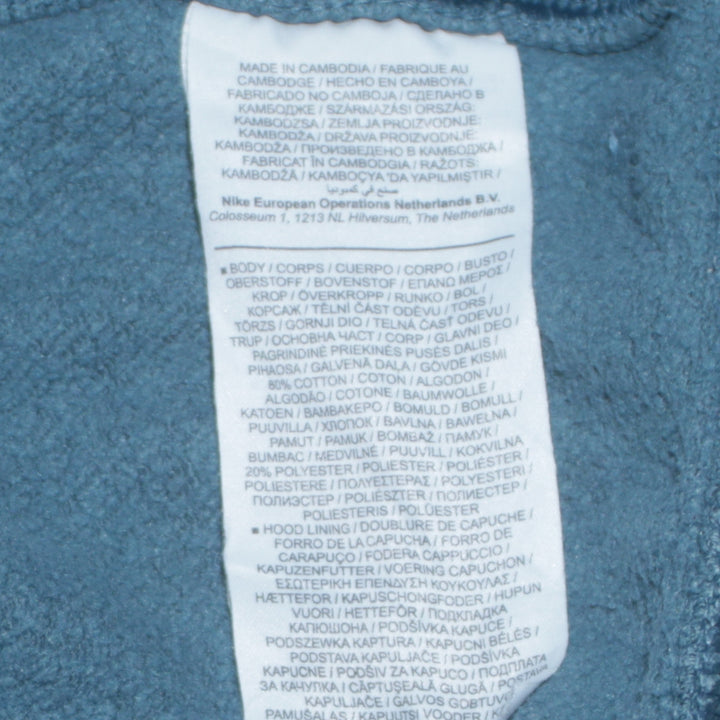 MADE IN CAMBODIA / FABRIQUE AU
CAMBODGE / HECHO EN CAMBOYA /
FABRICADO NO CAMBOJA / СДЕЛАНО В
КАМБОДЖЕ / SZÁRMAZÁSI ORSZÁG:
KAMBODZSA / ZEMLJA PROIZVODNJE:
KAMBODŽA / DRŽAVA PROIZVODNJE:
KAMBODŽA / ПРОИЗВЕДЕНО В КАМБОДЖА /
FABRICAT ÎN CAMBODGIA / RAŽOTS:
KAMBODŽĀ / KAMBOÇYA 'DA YAPILMIŞTIR /
صنع في كمبوديا
Nike European Operations Netherlands B.V.
Colosseum 1, 1213 NL Hilversum, The Netherlands
■ BODY / CORPS / CUERPO / CORPO / BUSTO /
OBERSTOFF / BOVENSTOF / ΕΠΑΝΩ ΜΕΡΟΣ /
KROP / ÖVERKROPP / RUNKO / BOL /
КОРСАЖ / TĚLNÍ ČÁST ODĚVU / TORS /
TÖRZS / GORNJI DIO / TELNÁ ČASŤ ODEVU /
TRUP / ОСНОВНА ЧАСТ / CORP / GLAVNI DEO /
PAGRINDINĖ PRIEKINĖS PUSĖS DALIS /
PIHAOSA / GALVENĀ DAĻA / GÖVDE KISMI
80% COTTON / COTON / ALGODON /
ALGODÃO / COTONE / BAUMWOLLE /
KATOEN / ΒΑΜΒΑΚΕΡΟ / BOMULD / BOMULL /
PUUVILLA / ХЛОПОК / BAVLNA / BAWEŁNA /
PAMUT / PAMUK / BOMBAŽ / ПАМУК /
BUMBAC / MEDVILNĖ / PUUVILL / KOKVILNA
20% POLYESTER / POLIESTER / POLIÉSTER /
POLIESTERE / ΠΟΛΥΕΣΤΕΡΑΣ / POLYESTERI /
ПОЛИЭСТЕР / POLIÉSZTER / ПОЛИЕСТЕР /
POLIESTERIS / POLÜESTER
■ HOOD LINING / DOUBLURE DE CAPUCHE /
FORRO DE LA CAPUCHA / FORRO DE
CARAPUÇO / FODERA CAPPUCCIO /
KAPUZENFUTTER / VOERING CAPUCHON /
ΕΣΩΤΕΡΙΚΗ ΕΠΕΝΔΥΣΗ ΚΟΥΚΟΥΛΑΣ /
HÆTTEFOR / KAPUSCHONGFODER / HUPUN
VUORI / HETTEFÔR / ПОДКЛАДКА
КАПЮШОНА / PODŠÍVKA KAPUCE /
PODSZEWKA KAPTURA / KAPUCNI BÉLÉS /
PODSTAVA KAPULJAČE / PODŠÍVKA
KAPUCNE / PODŠIV ZA KAPUCO / ПОДПЛАТА
ЗА КАЧУЛКА / CĂPTUŞEALĂ GLUGĂ / POSTAVA
KAPULJAČE / GALVOS GOBTUVO
PAMUŠALAS / KAPUUTSI VOODER /